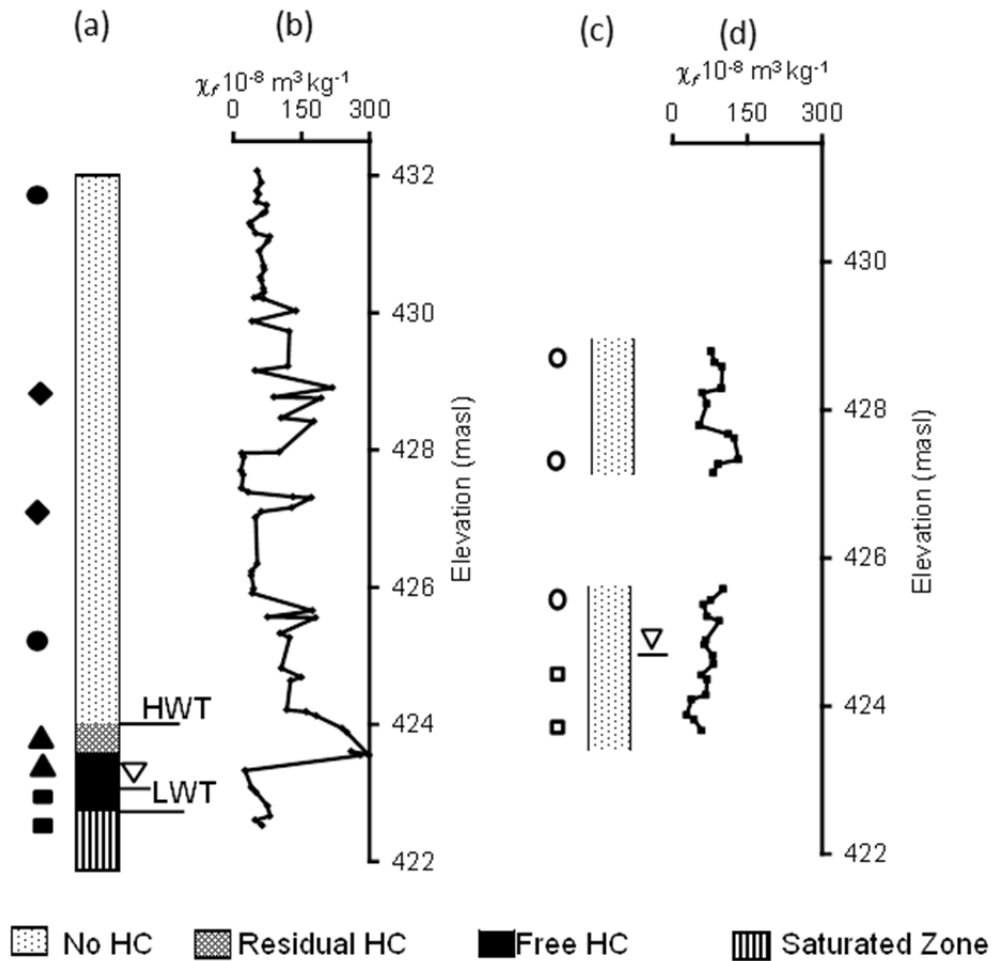 (a)
(b)
(c)
(d)
χf 10-8 m3 kg-1
0 150 300
χf 10-8 m3 kg-1
0 150 300
432
430
428
426
424
422
Elevation (masl)
HWT
LWT
430
428
426
424
422
Elevation (masl)
No HC
Residual HC
Free HC
Saturated Zone